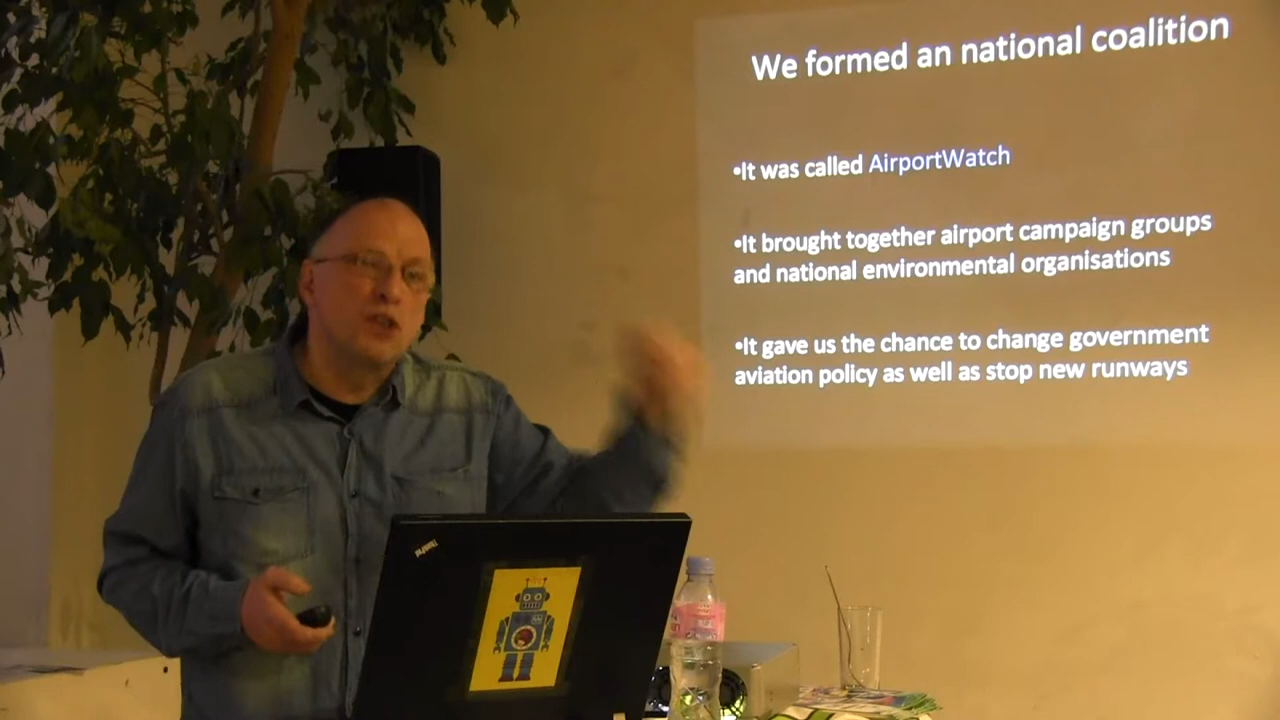 We formed an national coalition
•It was called AirportWatch
•It brought together airport campaign groups
and national environmental organisations
•It gave us the chance to change government
aviation policy as well as stop new runways
ThinkPad